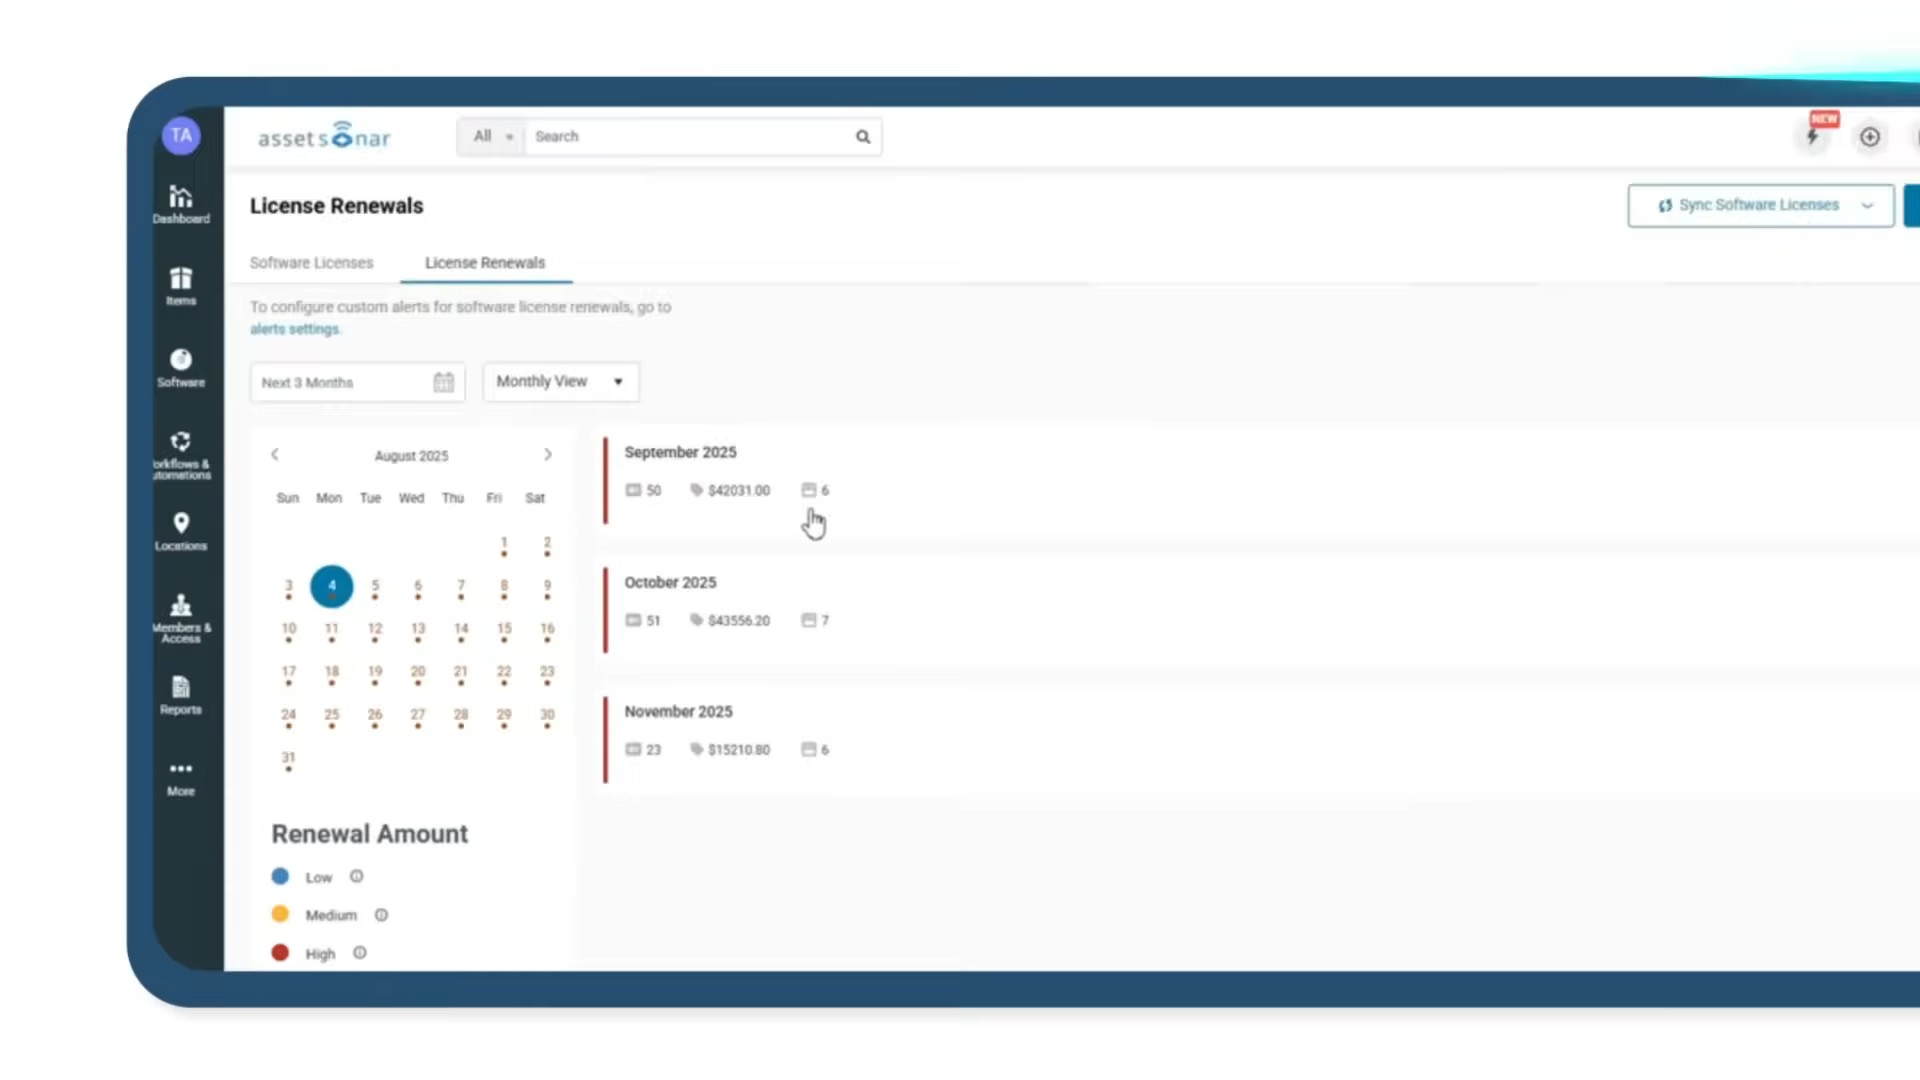 TA
assetsonar
All
Search
NEW
Dashboard
Items
Software
orkflows &
utomations
Locations
Members &
Access
Reports
More
License Renewals
Sync Software Licenses
Software Licenses
License Renewals
To configure custom alerts for software license renewals, go to
alerts settings.
Next 3 Months
Monthly View
August 2025
Sun Mon Tue Wed Thu Fri Sat
1 2
3 4 5 6 7 8 9
10 11 12 13 14 15 16
17 18 19 20 21 22 23
24 25 26 27 28 29 30
31
Renewal Amount
Low
Medium
High
September 2025
50 $42031.00 6
October 2025
51 $43556.20 7
November 2025
23 $15210.80 6